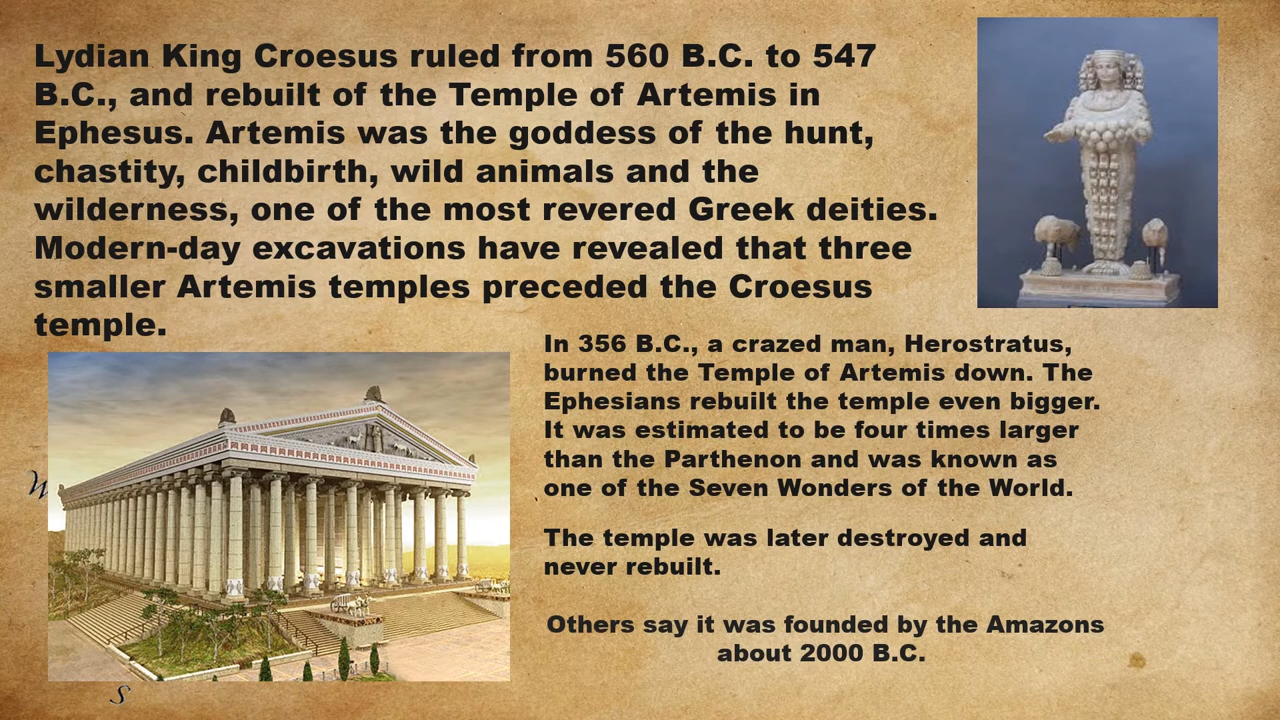 Lydian King Croesus ruled from 560 B.C. to 547
B.C., and rebuilt of the Temple of Artemis in
Ephesus. Artemis was the goddess of the hunt,
chastity, childbirth, wild animals and the
wilderness, one of the most revered Greek deities.
Modern-day excavations have revealed that three
smaller Artemis temples preceded the Croesus
temple.
In 356 B.C., a crazed man, Herostratus,
burned the Temple of Artemis down. The
Ephesians rebuilt the temple even bigger.
It was estimated to be four times larger
than the Parthenon and was known as
one of the Seven Wonders of the World.
The temple was later destroyed and
never rebuilt.
Others say it was founded by the Amazons
about 2000 B.C.
W
S